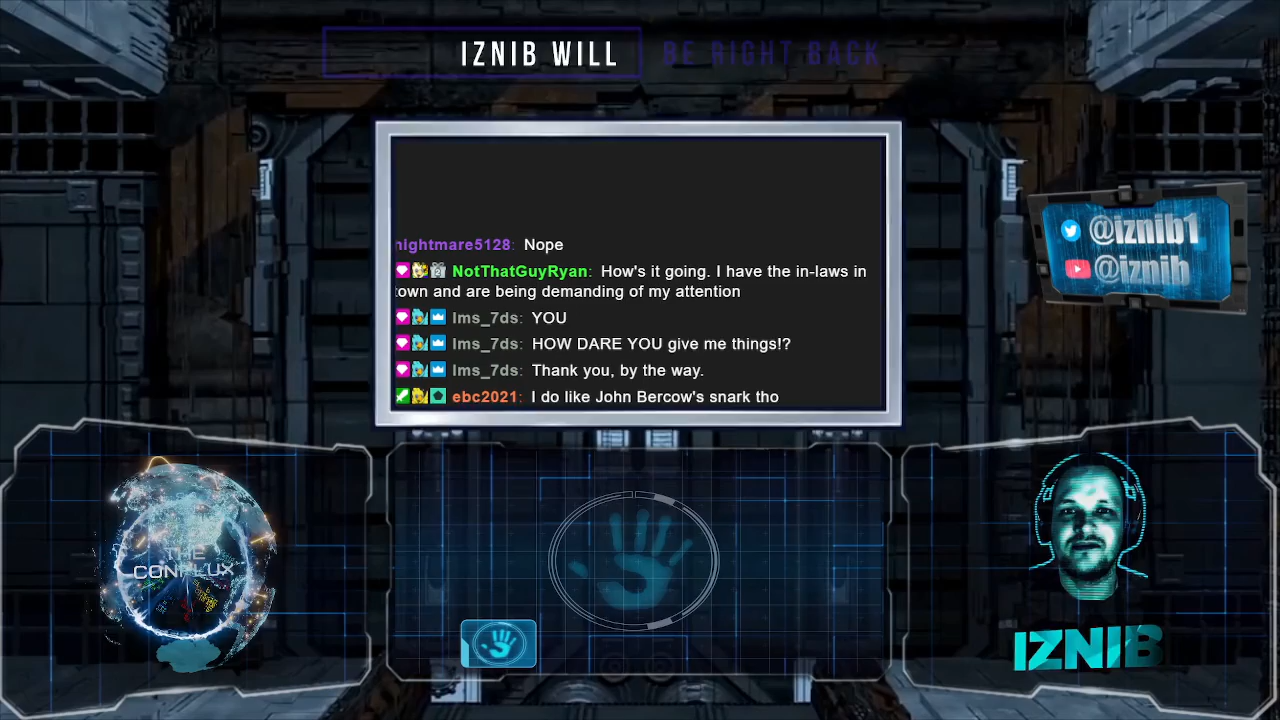 IZNIB WILL BE RIGHT BACK
nightmare5128: Nope
NotThatGuyRyan: How's it going. I have the in-laws in
town and are being demanding of my attention
lms_7ds: YOU
lms_7ds: HOW DARE YOU give me things!?
lms_7ds: Thank you, by the way.
ebc2021: I do like John Bercow's snark tho
@iznib1
@iznib
THE
CONFLUX
IZNIB